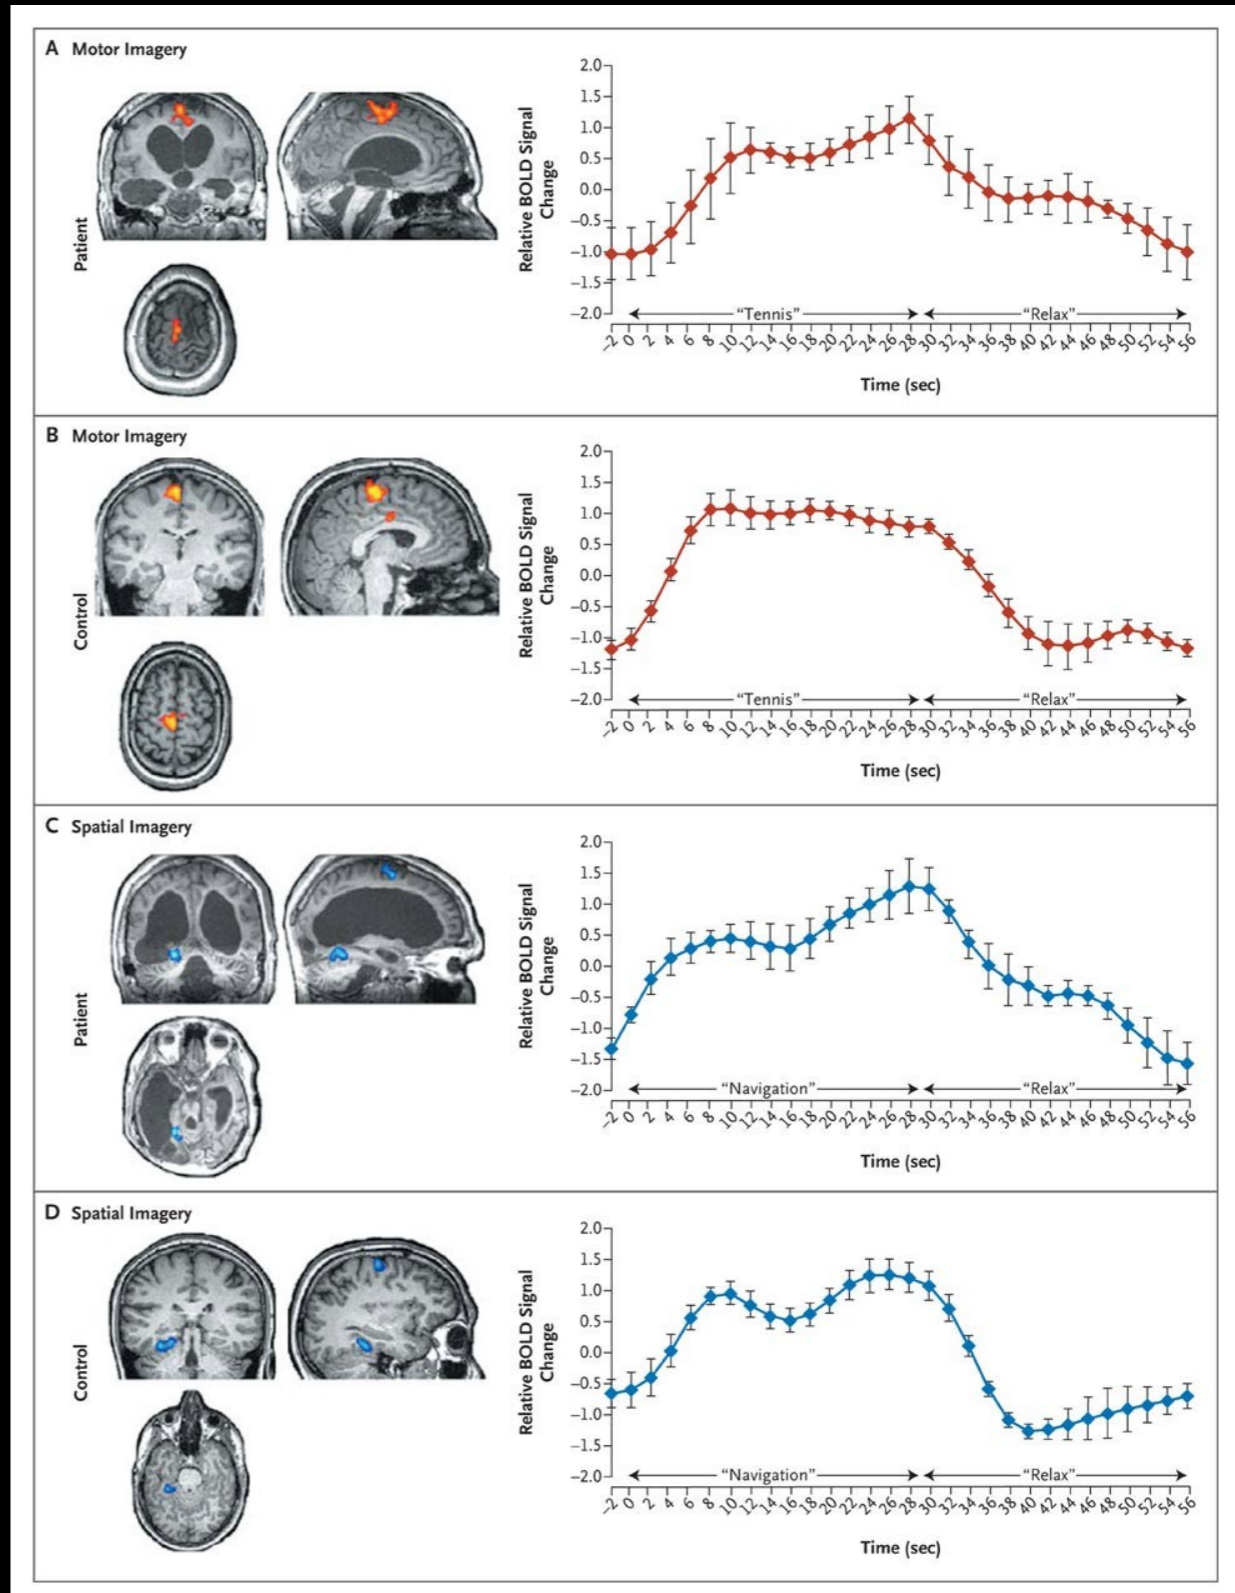 A Motor Imagery
Patient
Relative BOLD Signal
Change
2.0
1.5
1.0
0.5
0.0
−0.5
−1.0
−1.5
−2.0
“Tennis”
“Relax”
−2 0 2 4 6 8 10 12 14 16 18 20 22 24 26 28 30 32 34 36 38 40 42 44 46 48 50 52 54 56
Time (sec)
B Motor Imagery
Control
Relative BOLD Signal
Change
2.0
1.5
1.0
0.5
0.0
−0.5
−1.0
−1.5
−2.0
“Tennis”
“Relax”
−2 0 2 4 6 8 10 12 14 16 18 20 22 24 26 28 30 32 34 36 38 40 42 44 46 48 50 52 54 56
Time (sec)
C Spatial Imagery
Patient
Relative BOLD Signal
Change
2.0
1.5
1.0
0.5
0.0
−0.5
−1.0
−1.5
−2.0
“Navigation”
“Relax”
−2 0 2 4 6 8 10 12 14 16 18 20 22 24 26 28 30 32 34 36 38 40 42 44 46 48 50 52 54 56
Time (sec)
D Spatial Imagery
Control
Relative BOLD Signal
Change
2.0
1.5
1.0
0.5
0.0
−0.5
−1.0
−1.5
−2.0
“Navigation”
“Relax”
−2 0 2 4 6 8 10 12 14 16 18 20 22 24 26 28 30 32 34 36 38 40 42 44 46 48 50 52 54 56
Time (sec)